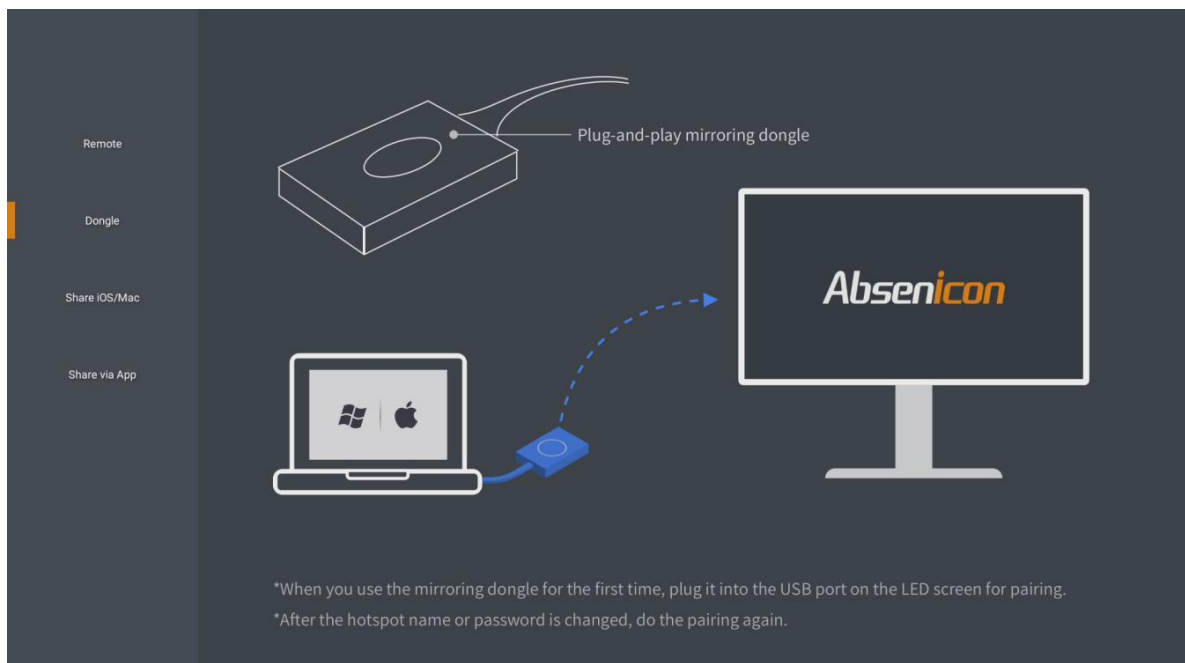 Remote
Dongle
Share iOS/Mac
Share via App
Plug-and-play mirroring dongle
Absenicon
*When you use the mirroring dongle for the first time, plug it into the USB port on the LED screen for pairing.
*After the hotspot name or password is changed, do the pairing again.